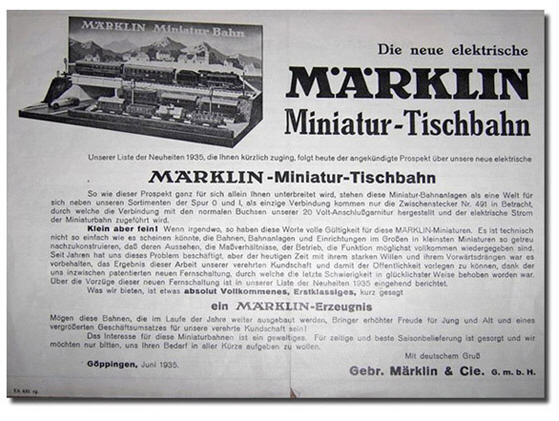 MÄRKLIN Miniatur Bahn
Die neue elektrische
MÄRKLIN
Miniatur-Tischbahn
Unserer Liste der Neuheiten 1935, die Ihnen kürzlich zuging, folgt heute der angekündigte Prospekt über unsere neue elektrische
MÄRKLIN-Miniatur-Tischbahn
So wie dieser Prospekt ganz für sich allein Ihnen unterbreitet wird, stehen diese Miniatur-Bahnanlagen als eine Welt für
sich neben unseren Sortimenten der Spur 0 und I, als einzige Verbindung kommen nur die Zwischenstecker Nr. 491 in Betracht,
durch welche die Verbindung mit den normalen Buchsen unserer 20 Volt-Anschlußgarnitur hergestellt und der elektrische Strom
der Miniaturbahn zugeführt wird.
Klein aber fein! Wenn irgendwo, so haben diese Worte volle Gültigkeit für diese MÄRKLIN-Miniaturen. Es ist technisch
nicht so einfach wie es scheinen könnte, die Bahnen, Bahnanlagen und Einrichtungen im Großen in kleinsten Miniaturen so getreu
nachzukonstruieren, daß deren Aussehen, die Maßverhältnisse, der Betrieb, die Funktion möglichst vollkommen wiedergegeben sind.
Seit Jahren hat uns dieses Problem beschäftigt, aber der heutigen Zeit mit ihrem starken Willen und ihrem Vorwärtsdrängen war es
vorbehalten, das Ergebnis dieser Arbeit unserer verehrten Kundschaft und damit der Öffentlichkeit vorlegen zu können, dank der
uns inzwischen patentierten neuen Fernschaltung, durch welche die letzte Schwierigkeit in glücklichster Weise behoben worden war.
Über die Vorzüge dieser neuen Fernschaltung ist in unserer Liste der Neuheiten 1935 eingehend berichtet.
Was wir bieten, ist etwas absolut Vollkommenes, Erstklassiges, kurz gesagt
ein MÄRKLIN-Erzeugnis
Mögen diese Bahnen, die im Laufe der Jahre weiter ausgebaut werden, Bringer erhöhter Freude für Jung und Alt und eines
vergrößerten Geschäftsumsatzes für unsere verehrte Kundschaft sein!
Das Interesse für diese Miniaturbahnen ist ein gewaltiges. Für zeitige und beste Saisonbelieferung ist gesorgt und wir
möchten nur bitten, uns Ihren Bedarf in aller Kürze aufgeben zu wollen.
Mit deutschem Gruß
Göppingen, Juni 1935.
Gebr. Märklin & Cie. G. m. b. H.